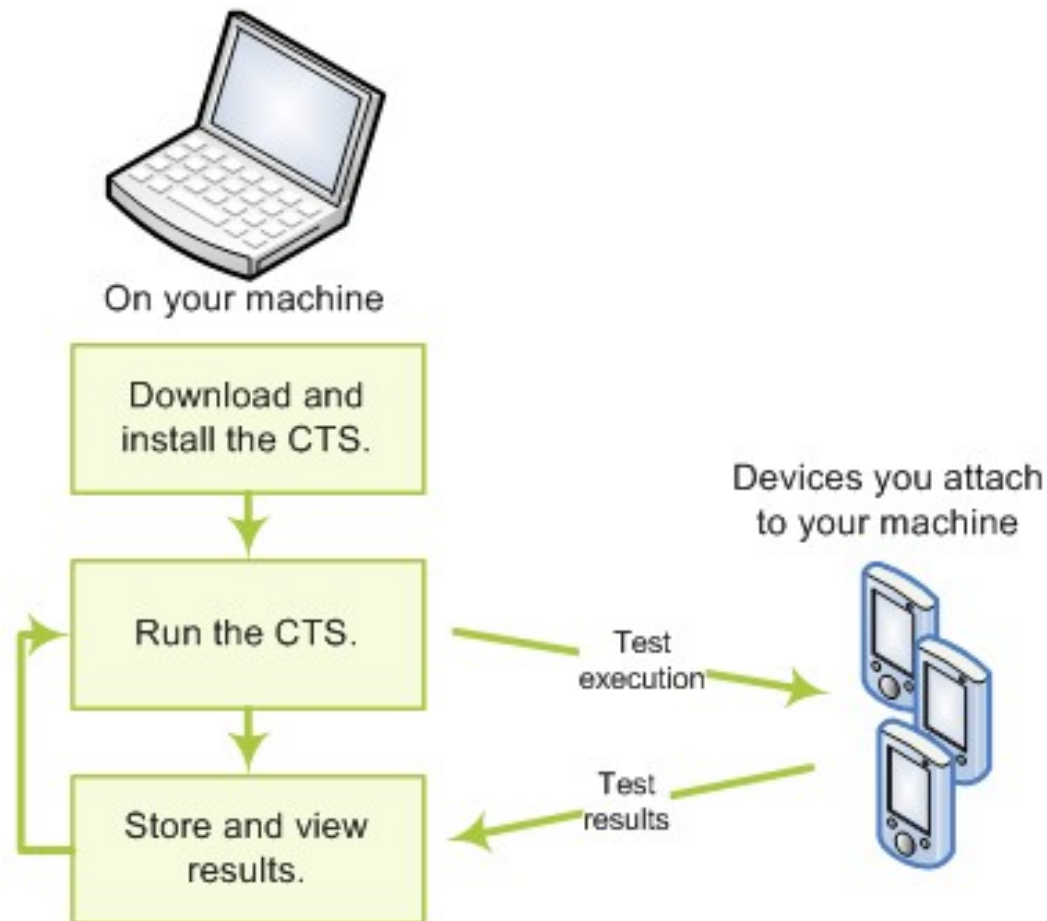 On your machine
Download and
install the CTS.
Run the CTS.
Store and view
results.
Devices you attach
to your machine
Test
execution
Test
results